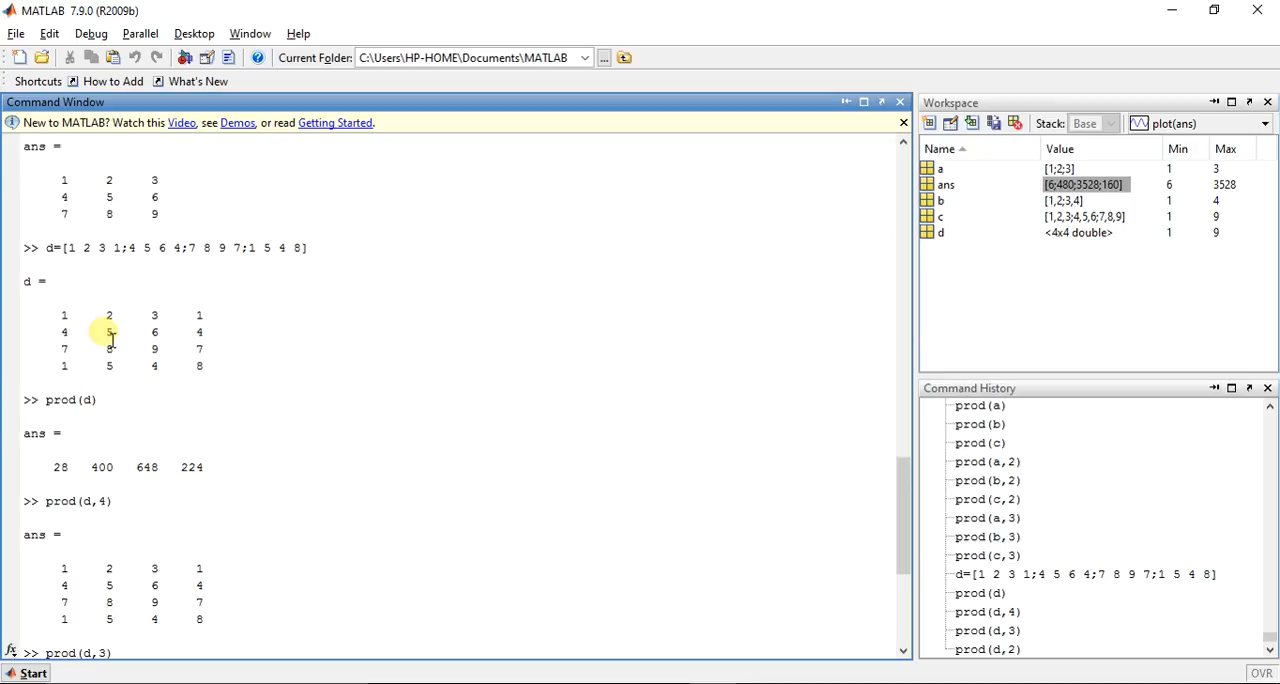 MATLAB 7.9.0 (R2009b)
File Edit Debug Parallel Desktop Window Help
Current Folder: C:\Users\HP-HOME\Documents\MATLAB ...
Shortcuts How to Add What's New
Command Window
New to MATLAB? Watch this Video, see Demos, or read Getting Started.
ans =
1 2 3
4 5 6
7 8 9
>> d=[1 2 3 1;4 5 6 4;7 8 9 7;1 5 4 8]
d =
1 2 3 1
4 5 6 4
7 8 9 7
1 5 4 8
>> prod(d)
ans =
28 400 648 224
>> prod(d,4)
ans =
1 2 3 1
4 5 6 4
7 8 9 7
1 5 4 8
fx >> prod(d,3)
Workspace
Stack: Base plot(ans)
Name Value Min Max
a [1;2;3] 1 3
ans [6;480;3528;160] 6 3528
b [1,2;3,4] 1 4
c [1,2,3;4,5,6;7,8,9] 1 9
d <4x4 double> 1 9
Command History
prod(a)
prod(b)
prod(c)
prod(a,2)
prod(b,2)
prod(c,2)
prod(a,3)
prod(b,3)
prod(c,3)
d=[1 2 3 1;4 5 6 4;7 8 9 7;1 5 4 8]
prod(d)
prod(d,4)
prod(d,3)
prod(d,2)
Start
OVR